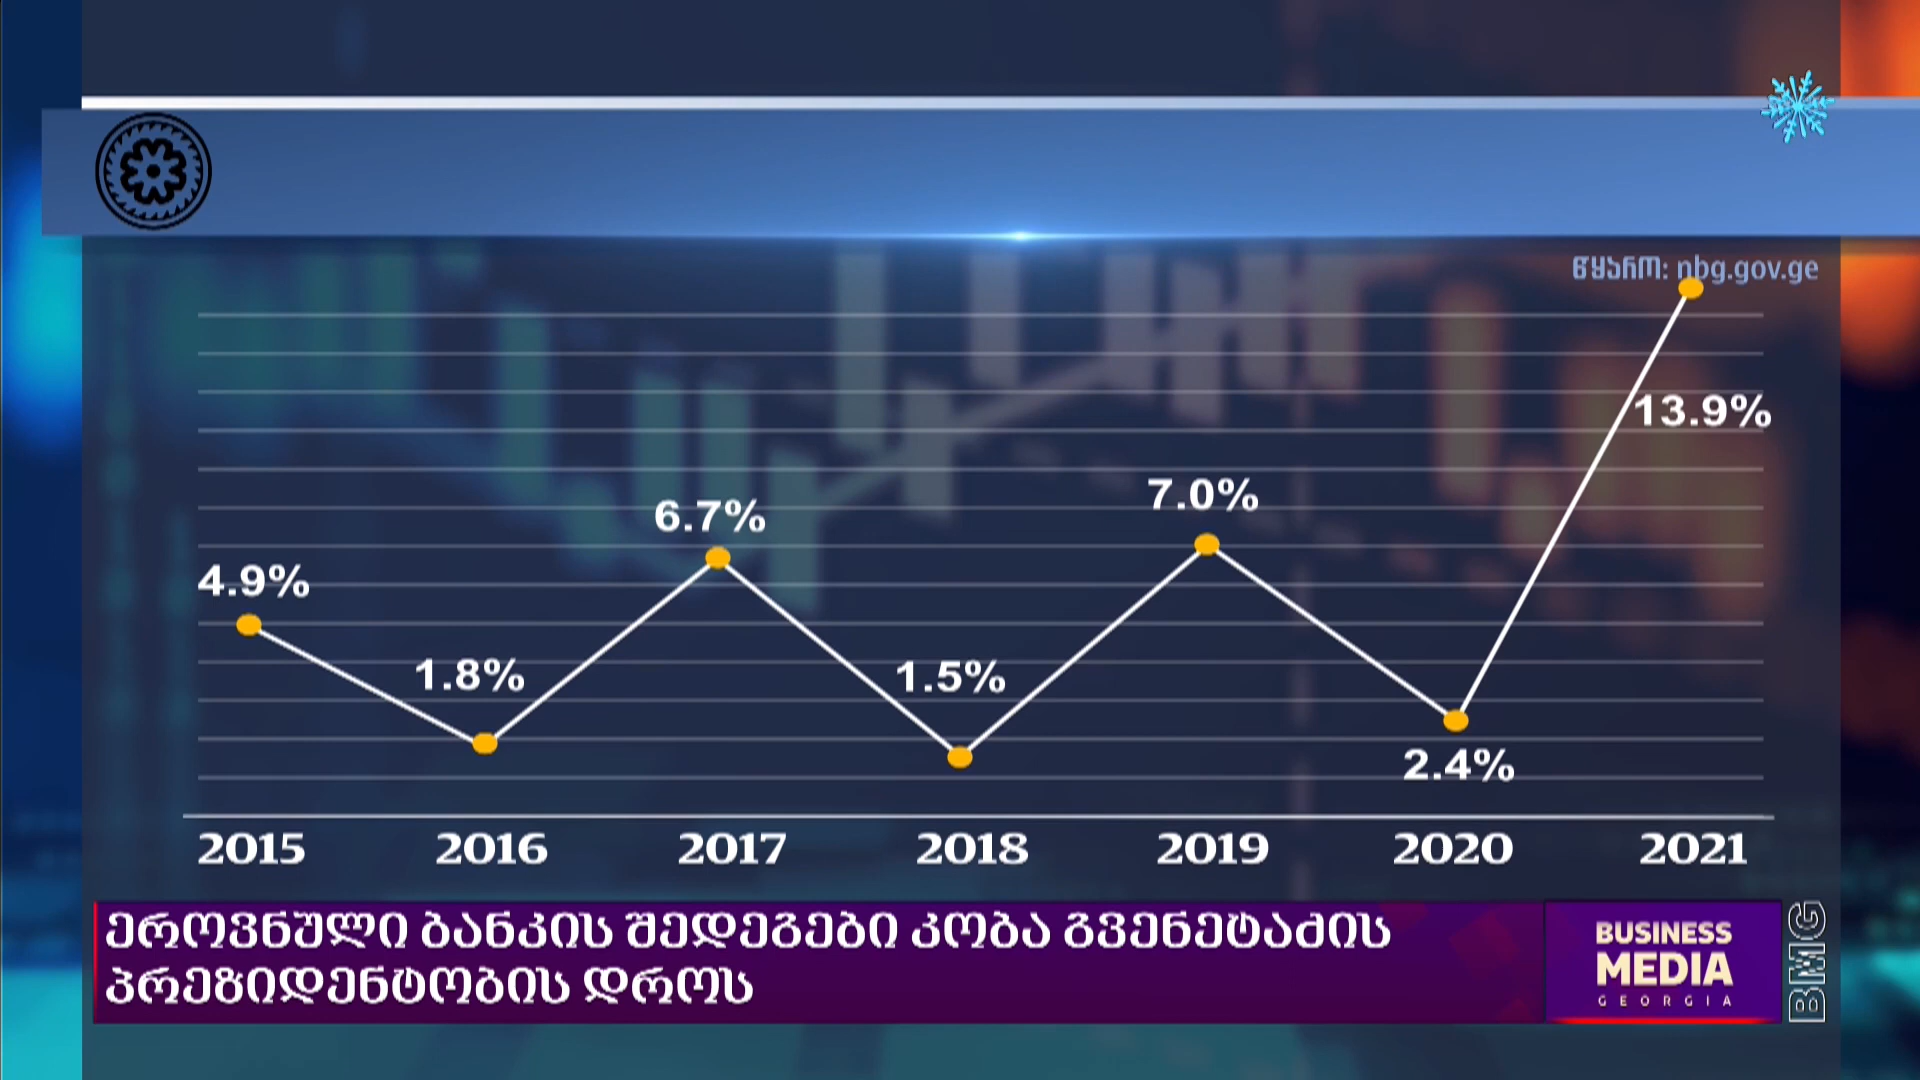 წყარო: nbg.gov.ge
13.9%
7.0%
6.7%
4.9%
1.8%
1.5%
2.4%
2015 2016 2017 2018 2019 2020 2021
ეროვნული ბანკის შედეგები კობა გვენეტაძის
პრეზიდენტობის დროს
BUSINESS
MEDIA
GEORGIA
BMG